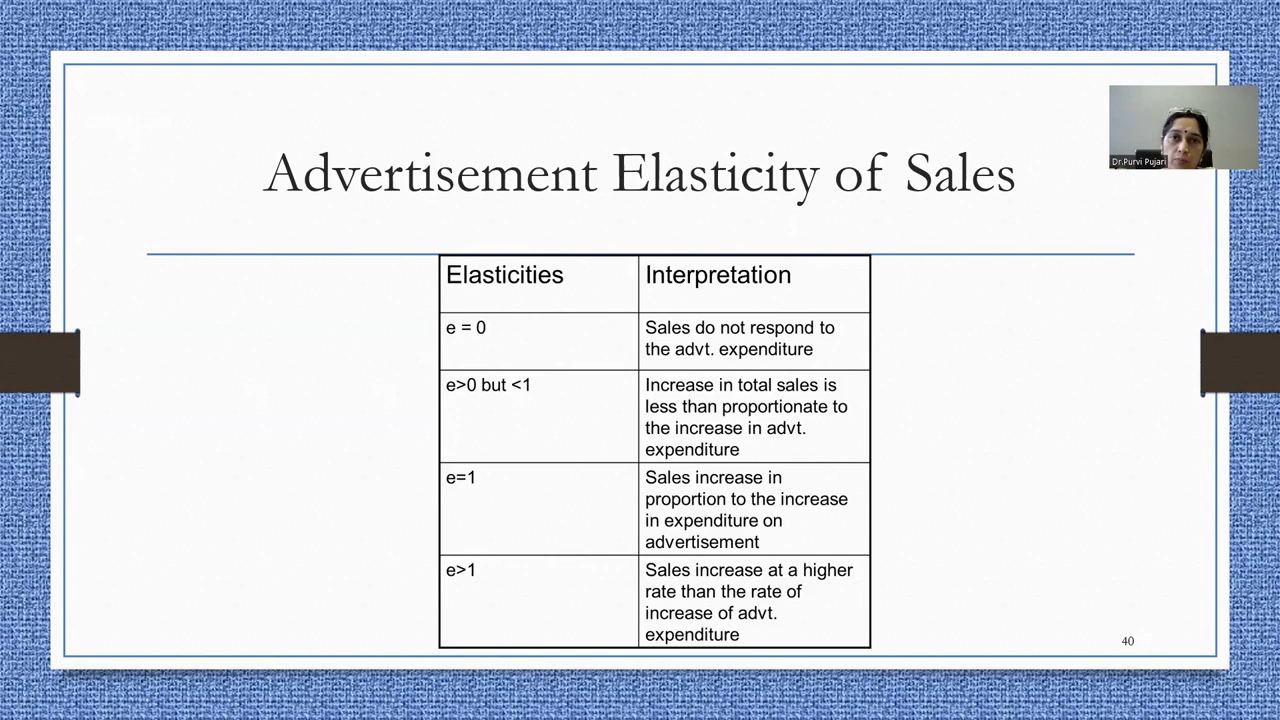 Advertisement Elasticity of Sales
Dr.Purvi Pujari
Elasticities
Interpretation
e = 0
Sales do not respond to
the advt. expenditure
e>0 but <1
Increase in total sales is
less than proportionate to
the increase in advt.
expenditure
e=1
Sales increase in
proportion to the increase
in expenditure on
advertisement
e>1
Sales increase at a higher
rate than the rate of
increase of advt.
expenditure
40